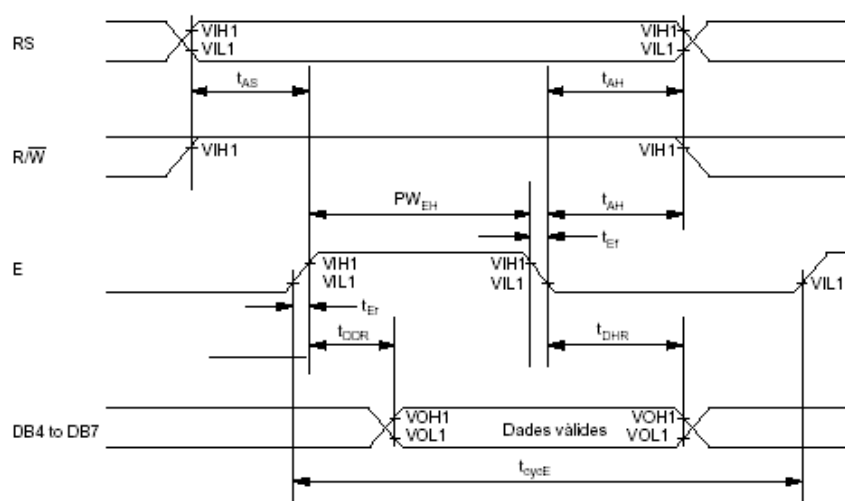 RS
VIH1
VIL1
VIH1
VIL1
tAS
tAH
R/W̅
VIH1
VIH1
PWEH
tAH
tEf
E
VIH1
VIL1
VIH1
VIL1
VIL1
tEr
tDDR
tDHR
DB4 to DB7
VOH1
VOL1
Dades vàlides
VOH1
VOL1
tcycE